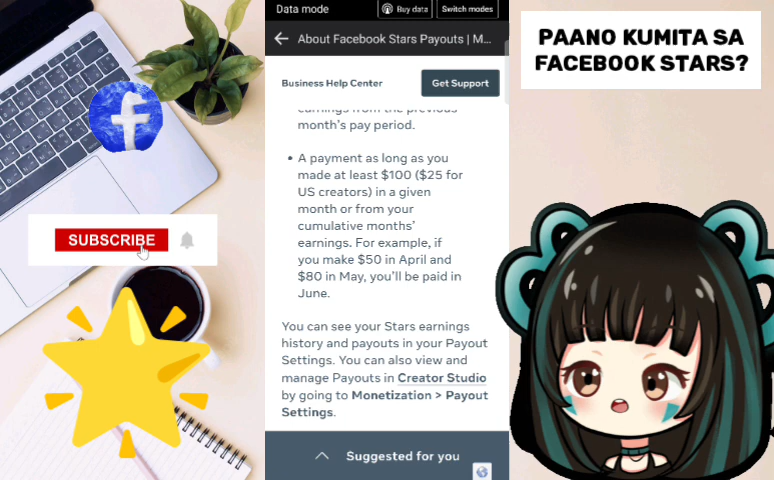 Data mode
Buy data
Switch modes
About Facebook Stars Payouts | M...
Business Help Center
Get Support
earnings from the previous
month's pay period.
• A payment as long as you
made at least $100 ($25 for
US creators) in a given
month or from your
cumulative months'
earnings. For example, if
you make $50 in April and
$80 in May, you'll be paid in
June.
You can see your Stars earnings
history and payouts in your Payout
Settings. You can also view and
manage Payouts in Creator Studio
by going to Monetization > Payout
Settings.
Suggested for you
PAANO KUMITA SA
FACEBOOK STARS?
SUBSCRIBE